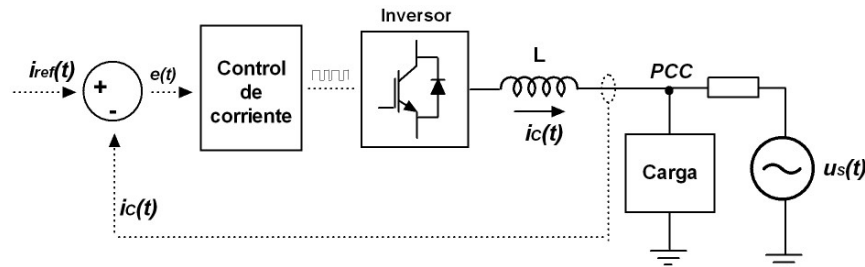 Inversor
iref(t)
+
-
e(t)
Control
de
corriente
L
iC(t)
PCC
Carga
uS(t)
iC(t)